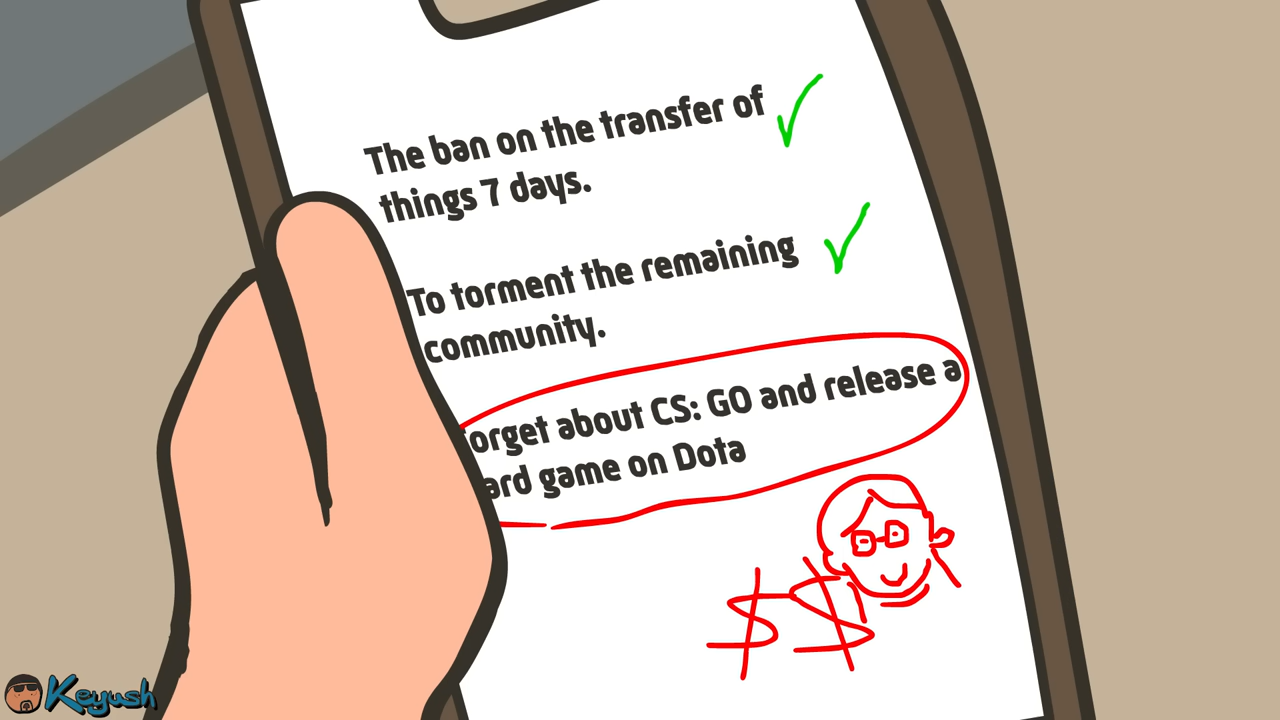 The ban on the transfer of
things 7 days.
To torment the remaining
community.
orget about CS: GO and release a
ard game on Dota
$$
Keyush